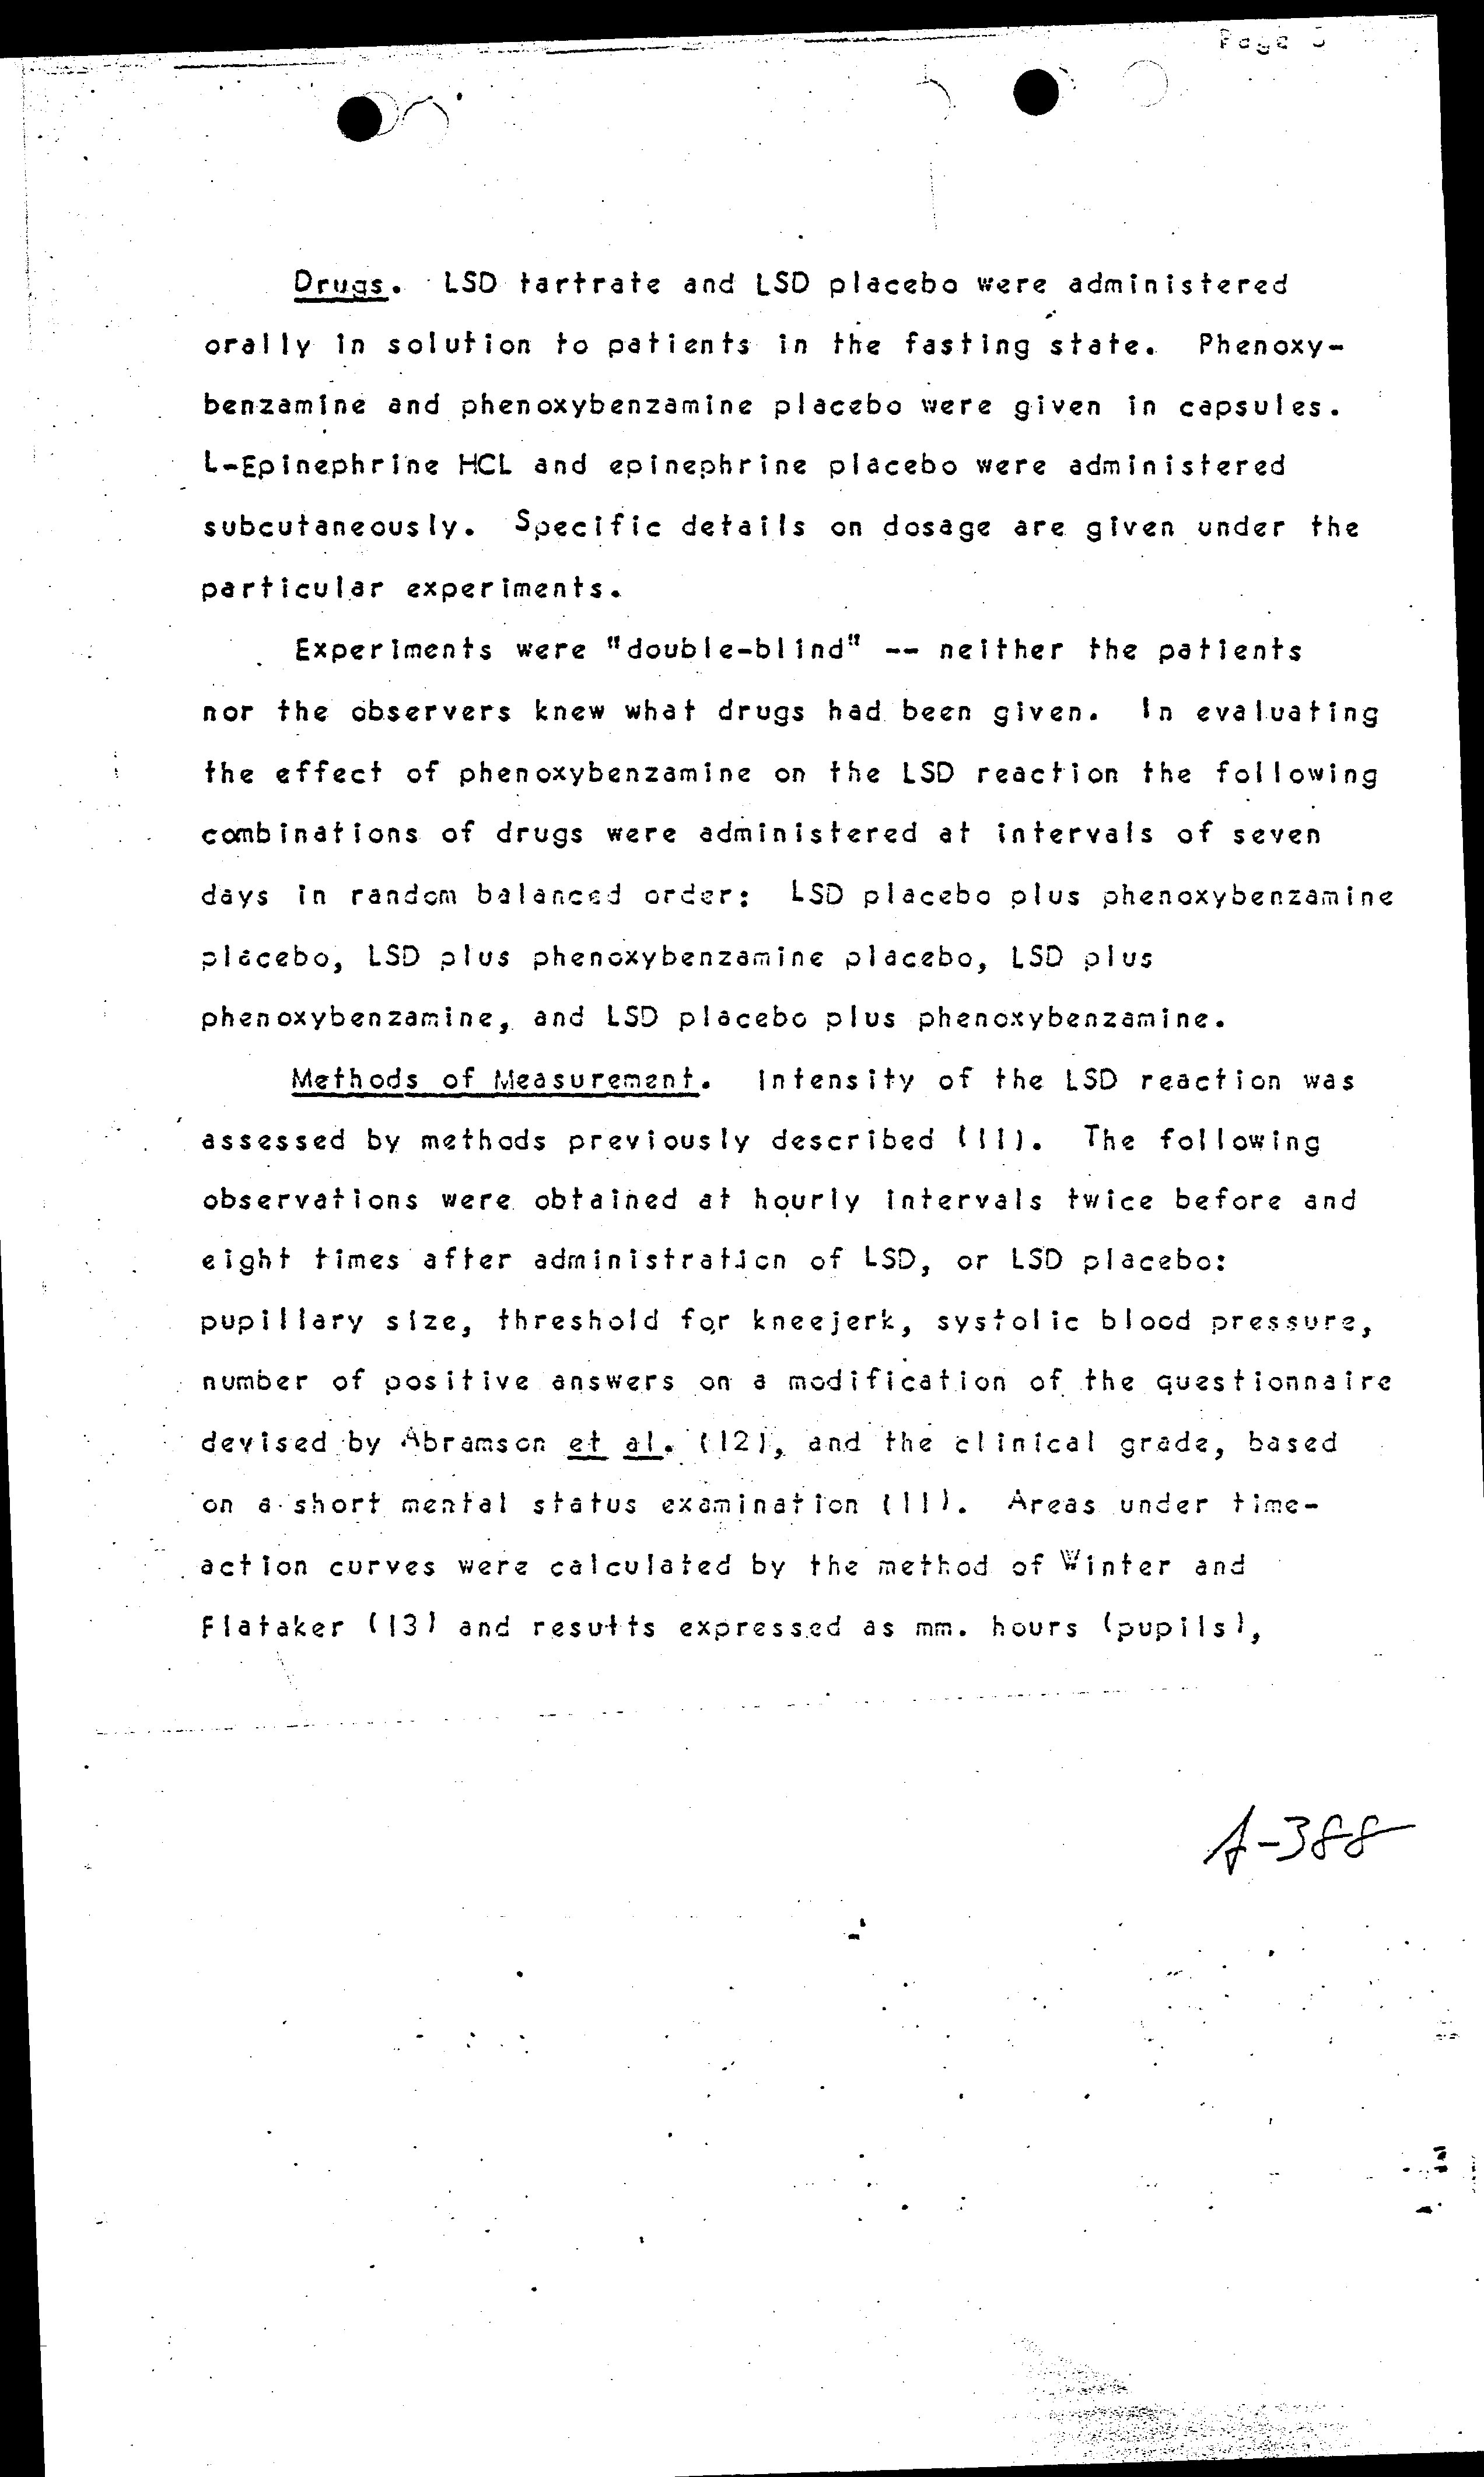 Page
Drugs. LSD tartrate and LSD placebo were administered
orally in solution to patients in the fasting state. Phenoxy-
benzamine and phenoxybenzamine placebo were given in capsules.
L-Epinephrine HCL and epinephrine placebo were administered
subcutaneously. Specific details on dosage are given under the
particular experiments.
Experiments were "double-blind" -- neither the patients
nor the observers knew what drugs had been given. In evaluating
the effect of phenoxybenzamine on the LSD reaction the following
combinations of drugs were administered at intervals of seven
days in random balanced order: LSD placebo plus phenoxybenzamine
placebo, LSD plus phenoxybenzamine placebo, LSD plus
phenoxybenzamine, and LSD placebo plus phenoxybenzamine.
Methods of Measurement. Intensity of the LSD reaction was
assessed by methods previously described (11). The following
observations were obtained at hourly intervals twice before and
eight times after administration of LSD, or LSD placebo:
pupillary size, threshold for kneejerk, systolic blood pressure,
number of positive answers on a modification of the questionnaire
devised by Abramson et al. (12), and the clinical grade, based
on a short mental status examination (11). Areas under time-
action curves were calculated by the method of Winter and
Flataker (13) and results expressed as mm. hours (pupils),
A-388